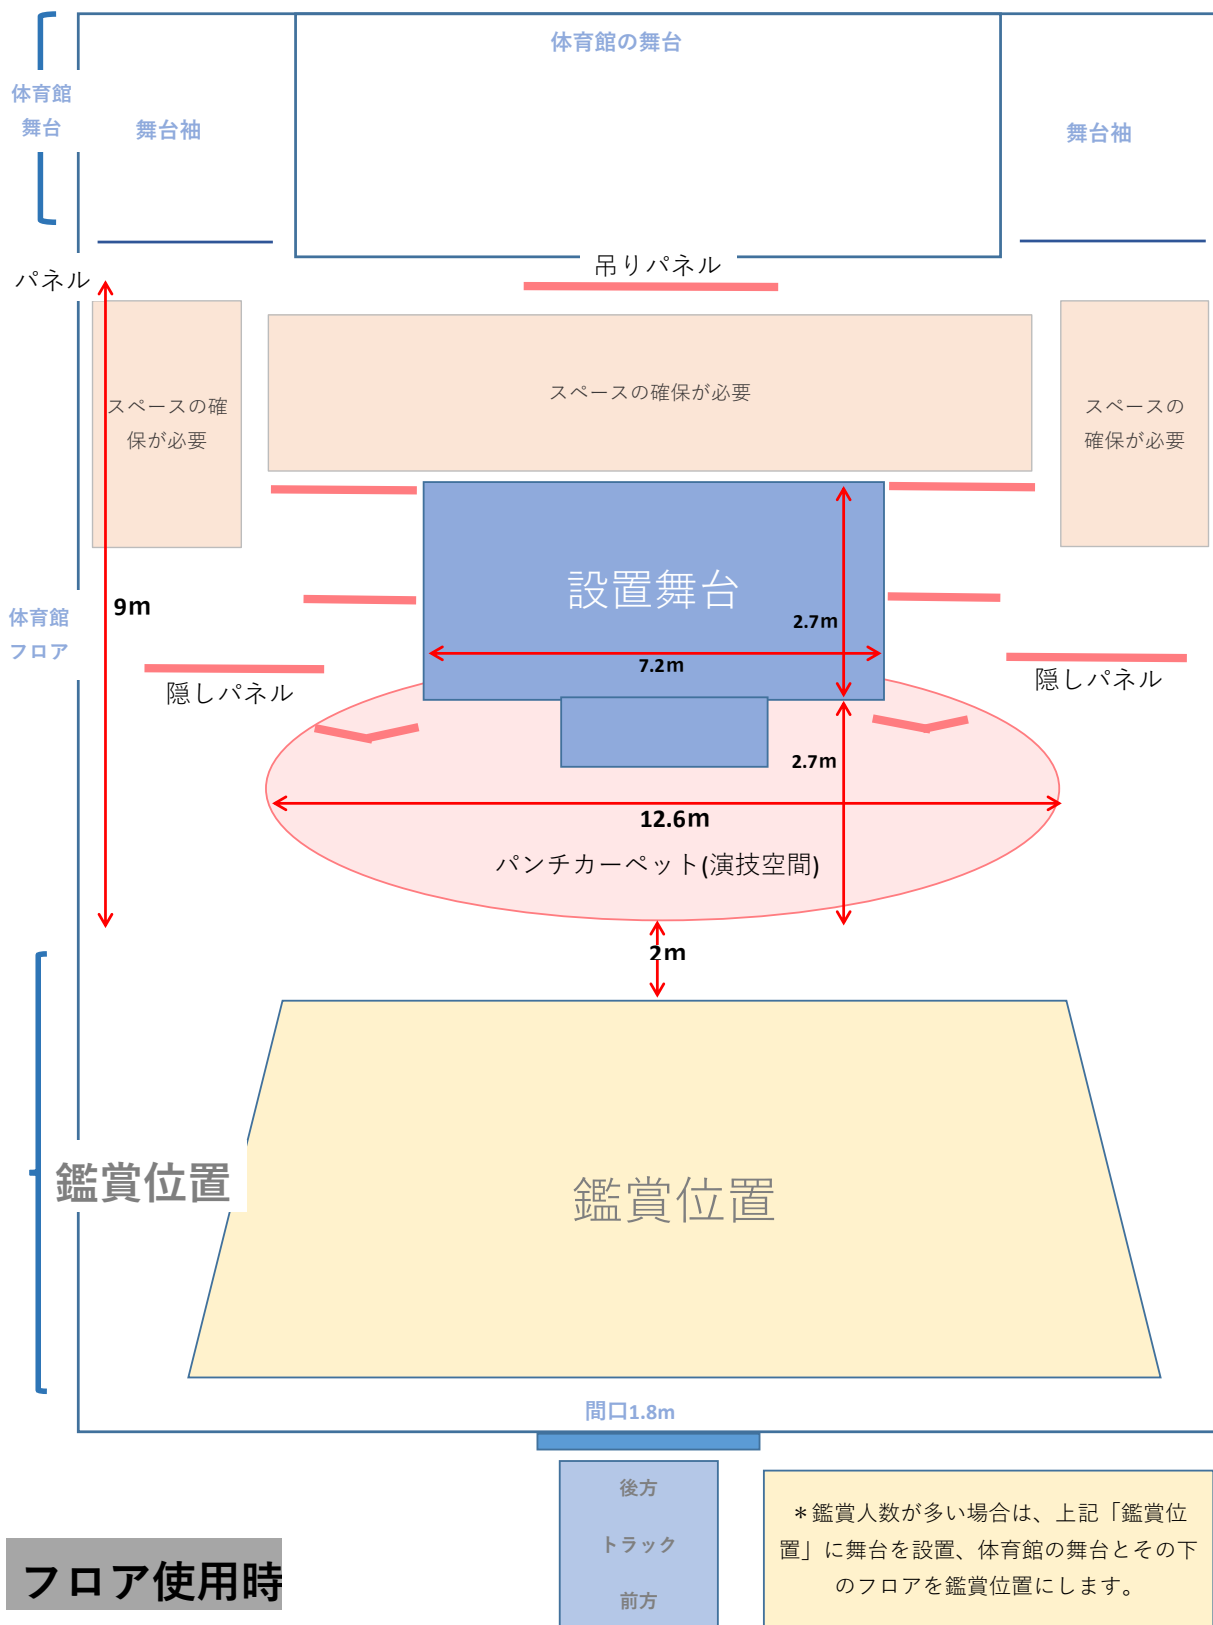 体育館の舞台
体育館
舞台
舞台袖
舞台袖
吊りパネル
パネル
スペースの確
保が必要
スペースの確保が必要
スペースの
確保が必要
設置舞台
9m
2.7m
7.2m
体育館
フロア
隠しパネル
隠しパネル
2.7m
12.6m
パンチカーペット(演技空間)
2m
鑑賞位置
鑑賞位置
間口1.8m
後方
トラック
前方
＊鑑賞人数が多い場合は、上記「鑑賞位
置」に舞台を設置、体育館の舞台とその下
のフロアを鑑賞位置にします。
フロア使用時